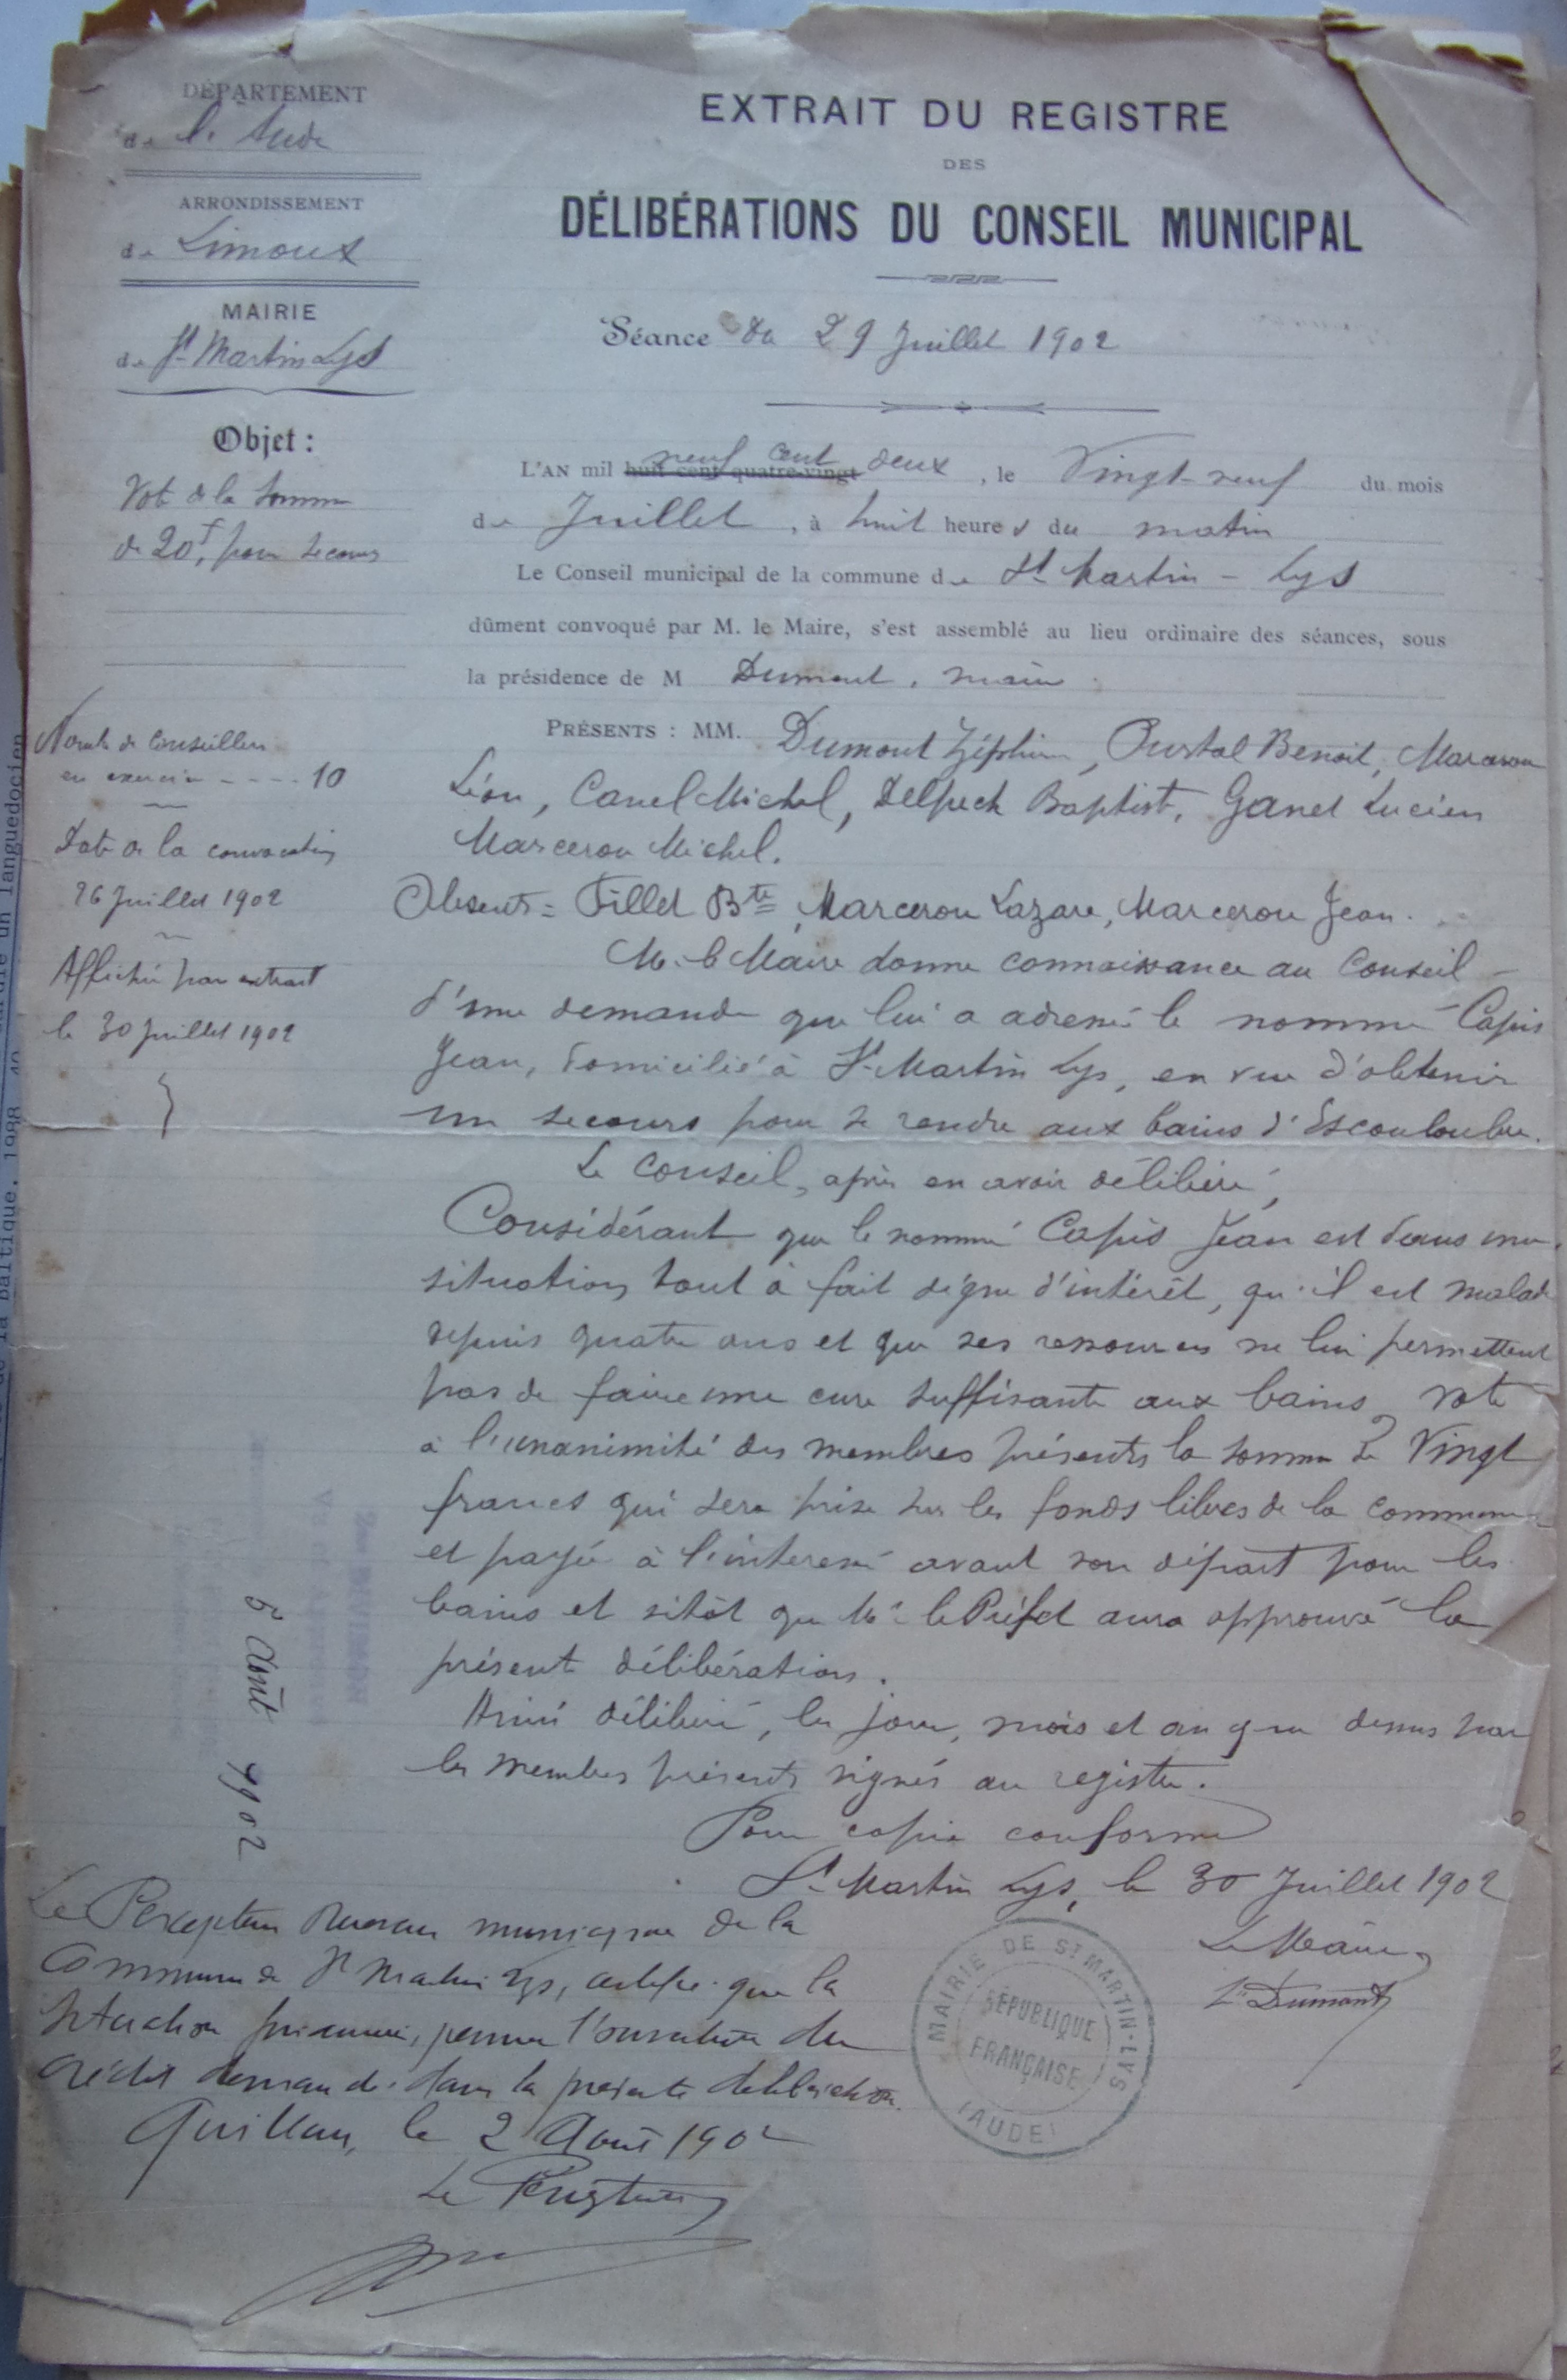 DÉPARTEMENT
de l'Aude
ARRONDISSEMENT
de Limoux
MAIRIE
de St Martin Lys
Objet :
Vote de la somme
de 20f, pour secours
Nombre de Conseillers
en exercice - - - - 10
Date de la convocation
26 Juillet 1902
Affiché par extrait
le 30 Juillet 1902
EXTRAIT DU REGISTRE
DES
DÉLIBÉRATIONS DU CONSEIL MUNICIPAL
Séance du 29 Juillet 1902
L'AN mil huit cent quatre-vingt neuf cent deux, le Vingt-neuf du mois
de Juillet, à huit heures du matin
Le Conseil municipal de la commune de St Martin - Lys
dûment convoqué par M. le Maire, s'est assemblé au lieu ordinaire des séances, sous
la présidence de M Dumont, maire.
PRÉSENTS : MM. Dumont Zéphirin, Oustal Benoit, Marcerou
Léon, Canel Michel, Delpech Baptiste, Ganet Lucien
Marcerou Michel.
Absents = Fillet Bte, Marcerou Lazare, Marcerou Jean.
M. le Maire donne connaissance au Conseil
d'une demande que lui a adressée le nommé Capis
Jean, domicilié à St Martin Lys, en vue d'obtenir
un secours pour se rendre aux bains d'Escouloubre.
Le Conseil, après en avoir délibéré,
Considérant que le nommé Capis Jean est dans une
situation tout à fait digne d'intérêt, qu'il est malade
depuis quatre ans et que ses ressources ne lui permettent
pas de faire une cure suffisante aux bains, vote
à l'unanimité des membres présents la somme de Vingt
francs qui sera prise sur les fonds libres de la commune
et payée à l'intéressé avant son départ pour les
bains et sitôt que Mr le Préfet aura approuvé la
présente délibération.
Ainsi délibéré, les jour, mois et an que dessus par
les membres présents signés au registre.
Pour copie conforme
St Martin Lys, le 30 Juillet 1902
Le Maire,
Zin Dumont
MAIRIE DE ST MARTIN-LYS
RÉPUBLIQUE
FRANÇAISE
(AUDE)
6 Août 1902
Le Percepteur Receveur municipal de la
Commune de St Martin Lys, certifie que la
situation financière, permet l'ouverture du
crédit demandé dans la présente délibération.
Quillan, le 2 Août 1902
Le Percepteur